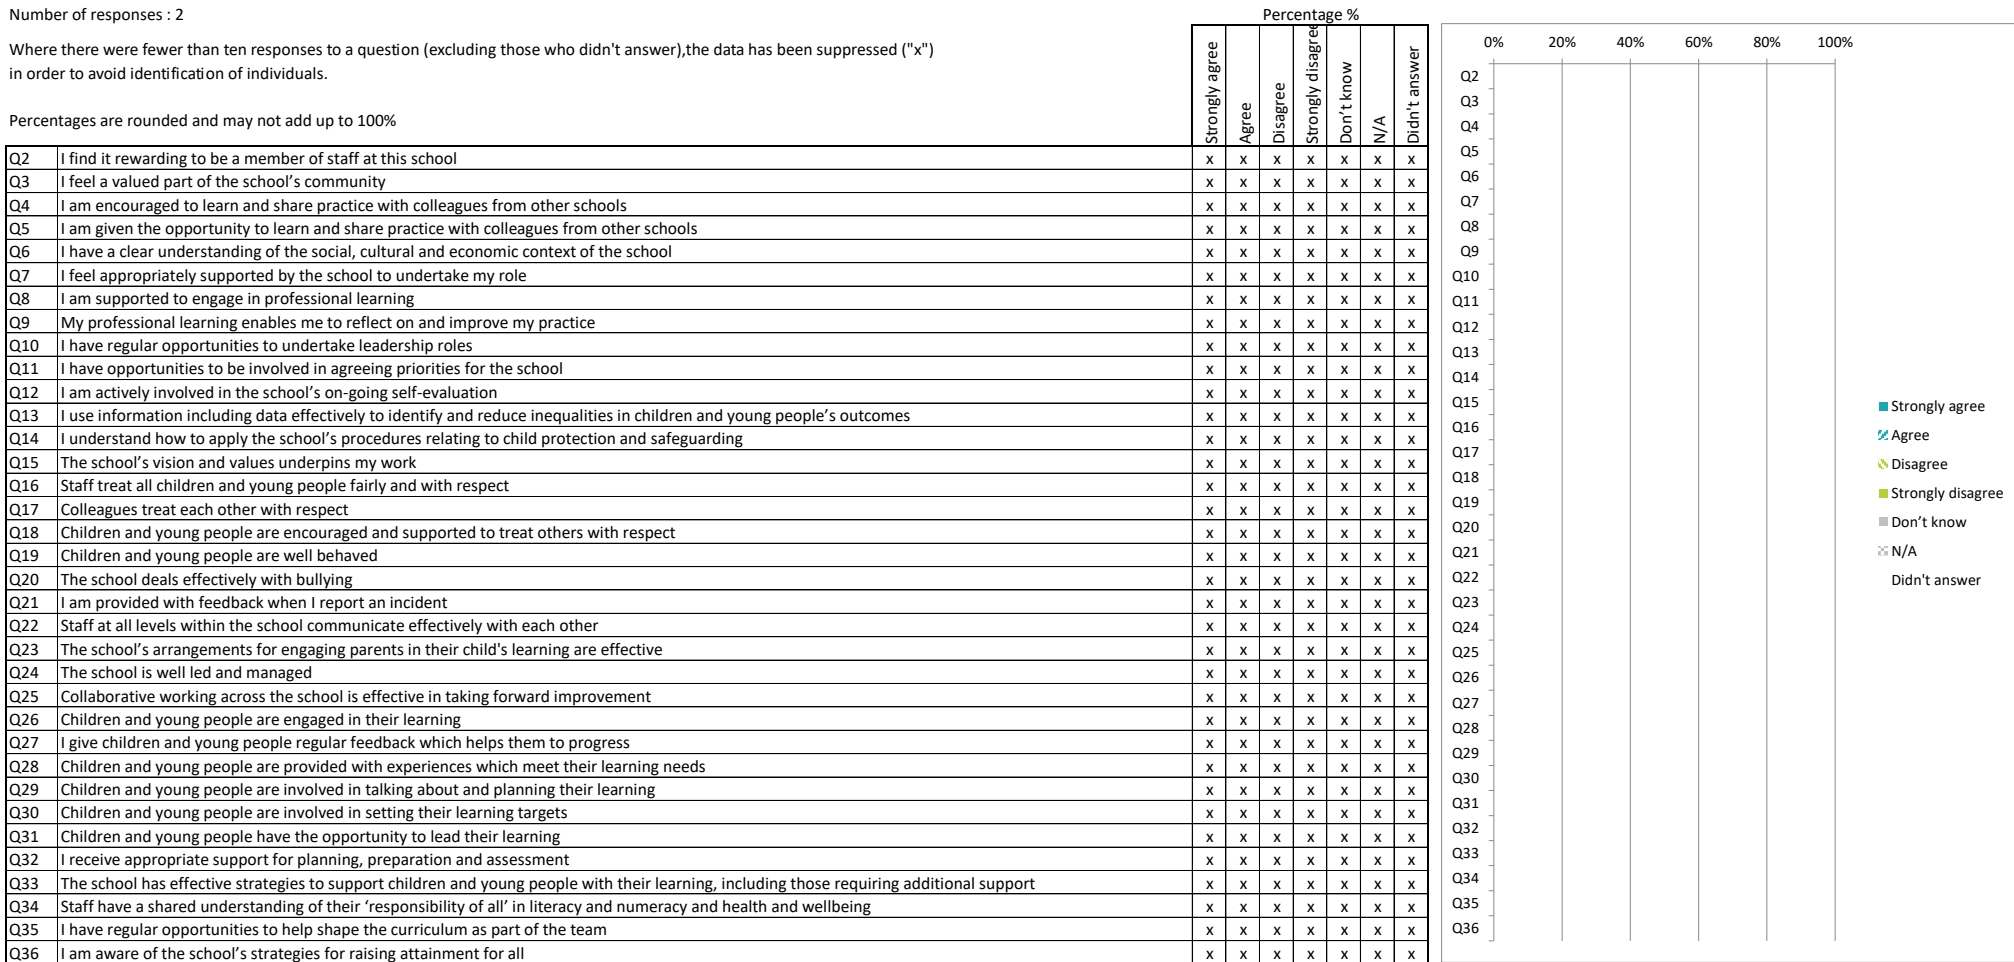 Number of responses : 2
Percentage %
Where there were fewer than ten responses to a question (excluding those who didn't answer),the data has been suppressed ("x")
in order to avoid identification of individuals.
Percentages are rounded and may not add up to 100%
Strongly agree
Agree
Disagree
Strongly disagree
Don't know
N/A
Didn't answer
Q2 I find it rewarding to be a member of staff at this school x x x x x x x
Q3 I feel a valued part of the school’s community x x x x x x x
Q4 I am encouraged to learn and share practice with colleagues from other schools x x x x x x x
Q5 I am given the opportunity to learn and share practice with colleagues from other schools x x x x x x x
Q6 I have a clear understanding of the social, cultural and economic context of the school x x x x x x x
Q7 I feel appropriately supported by the school to undertake my role x x x x x x x
Q8 I am supported to engage in professional learning x x x x x x x
Q9 My professional learning enables me to reflect on and improve my practice x x x x x x x
Q10 I have regular opportunities to undertake leadership roles x x x x x x x
Q11 I have opportunities to be involved in agreeing priorities for the school x x x x x x x
Q12 I am actively involved in the school’s on-going self-evaluation x x x x x x x
Q13 I use information including data effectively to identify and reduce inequalities in children and young people’s outcomes x x x x x x x
Q14 I understand how to apply the school’s procedures relating to child protection and safeguarding x x x x x x x
Q15 The school’s vision and values underpins my work x x x x x x x
Q16 Staff treat all children and young people fairly and with respect x x x x x x x
Q17 Colleagues treat each other with respect x x x x x x x
Q18 Children and young people are encouraged and supported to treat others with respect x x x x x x x
Q19 Children and young people are well behaved x x x x x x x
Q20 The school deals effectively with bullying x x x x x x x
Q21 I am provided with feedback when I report an incident x x x x x x x
Q22 Staff at all levels within the school communicate effectively with each other x x x x x x x
Q23 The school’s arrangements for engaging parents in their child's learning are effective x x x x x x x
Q24 The school is well led and managed x x x x x x x
Q25 Collaborative working across the school is effective in taking forward improvement x x x x x x x
Q26 Children and young people are engaged in their learning x x x x x x x
Q27 I give children and young people regular feedback which helps them to progress x x x x x x x
Q28 Children and young people are provided with experiences which meet their learning needs x x x x x x x
Q29 Children and young people are involved in talking about and planning their learning x x x x x x x
Q30 Children and young people are involved in setting their learning targets x x x x x x x
Q31 Children and young people have the opportunity to lead their learning x x x x x x x
Q32 I receive appropriate support for planning, preparation and assessment x x x x x x x
Q33 The school has effective strategies to support children and young people with their learning, including those requiring additional support x x x x x x x
Q34 Staff have a shared understanding of their ‘responsibility of all’ in literacy and numeracy and health and wellbeing x x x x x x x
Q35 I have regular opportunities to help shape the curriculum as part of the team x x x x x x x
Q36 I am aware of the school’s strategies for raising attainment for all x x x x x x x
0% 20% 40% 60% 80% 100%
Q2
Q3
Q4
Q5
Q6
Q7
Q8
Q9
Q10
Q11
Q12
Q13
Q14
Q15
Q16
Q17
Q18
Q19
Q20
Q21
Q22
Q23
Q24
Q25
Q26
Q27
Q28
Q29
Q30
Q31
Q32
Q33
Q34
Q35
Q36
Strongly agree
Agree
Disagree
Strongly disagree
Don’t know
N/A
Didn't answer